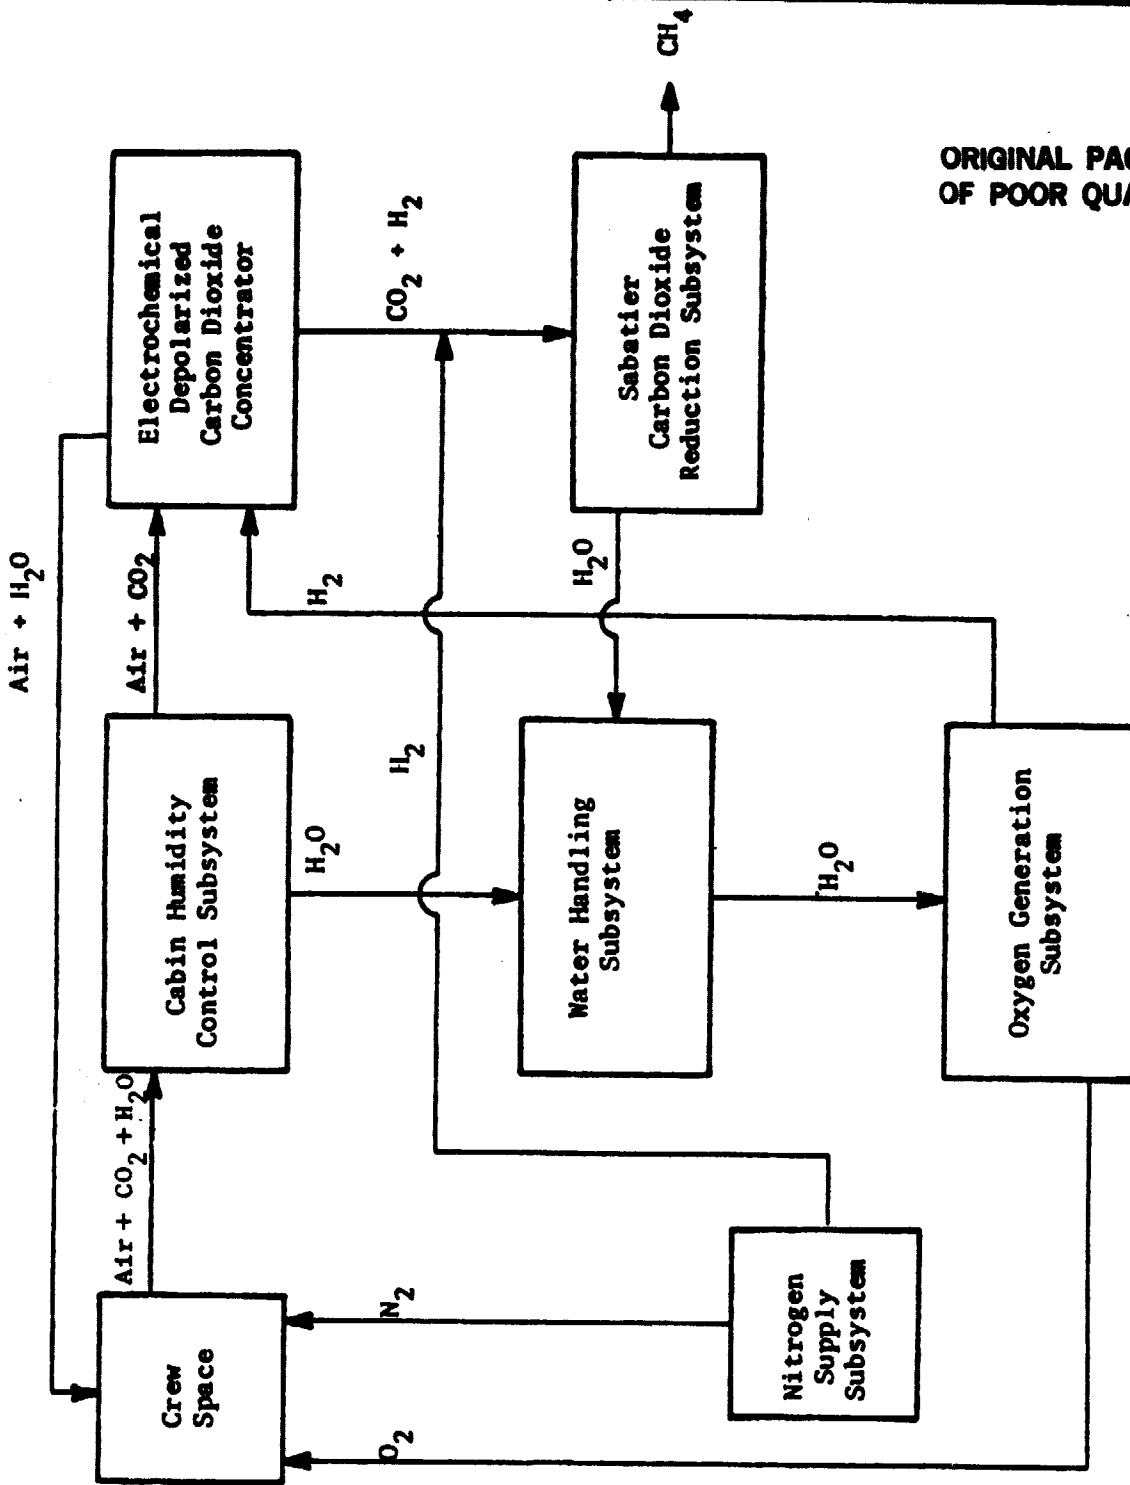 Air + H2O
Crew
Space
Air + CO2 + H2O
Cabin Humidity
Control Subsystem
Air + CO2
Electrochemical
Depolarized
Carbon Dioxide
Concentrator
O2
N2
H2O
H2
H2
CO2 + H2
Nitrogen
Supply
Subsystem
Water Handling
Subsystem
H2O
Sabatier
Carbon Dioxide
Reduction Subsystem
CH4
H2O
Oxygen Generation
Subsystem
ORIGINAL PA
OF POOR QUA